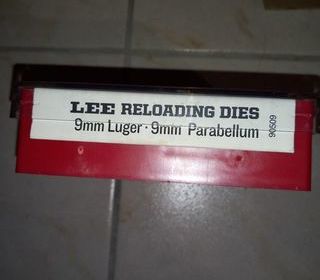 LEE RELOADING DIES
9mm Luger · 9mm Parabellum
90509